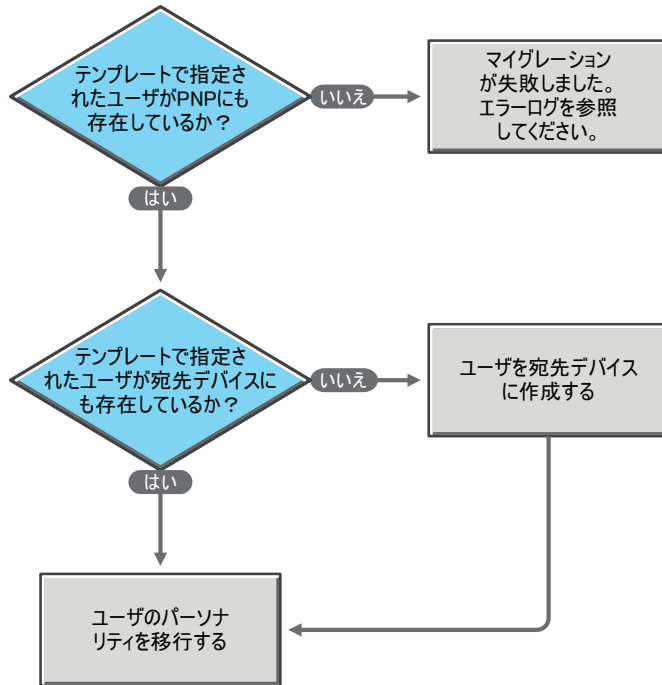 テンプレートで指定さ
れたユーザがPNPにも
存在しているか？
いいえ
マイグレーション
が失敗しました。
エラーログを参照
してください。
はい
テンプレートで指定さ
れたユーザが宛先デバイスに
も存在しているか？
いいえ
ユーザを宛先デバイス
に作成する
はい
ユーザのパーソナ
リティを移行する